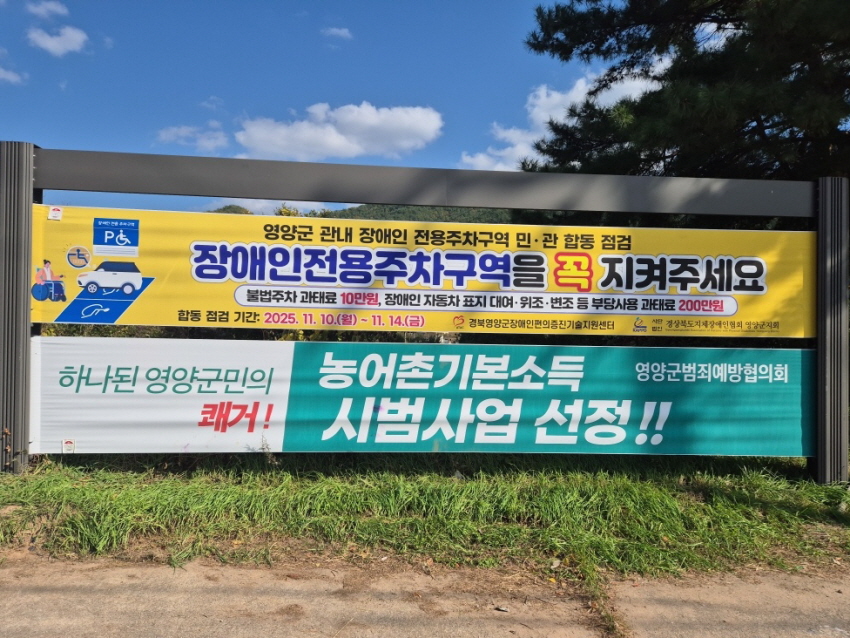 영양군 관내 장애인 전용주차구역 민·관 합동 점검
장애인전용주차구역을 꼭 지켜주세요
불법주차 과태료 10만원, 장애인 자동차 표지 대여·위조·변조 등 부당사용 과태료 200만원
합동 점검 기간: 2025. 11. 10.(월) ~ 11. 14.(금)
경북영양군장애인편의증진기술지원센터
경상북도지체장애인협회 영양군지회
장애인 전용 주차구역
P
하나된 영양군민의
쾌거!
농어촌기본소득
시범사업 선정!!
영양군범죄예방협의회